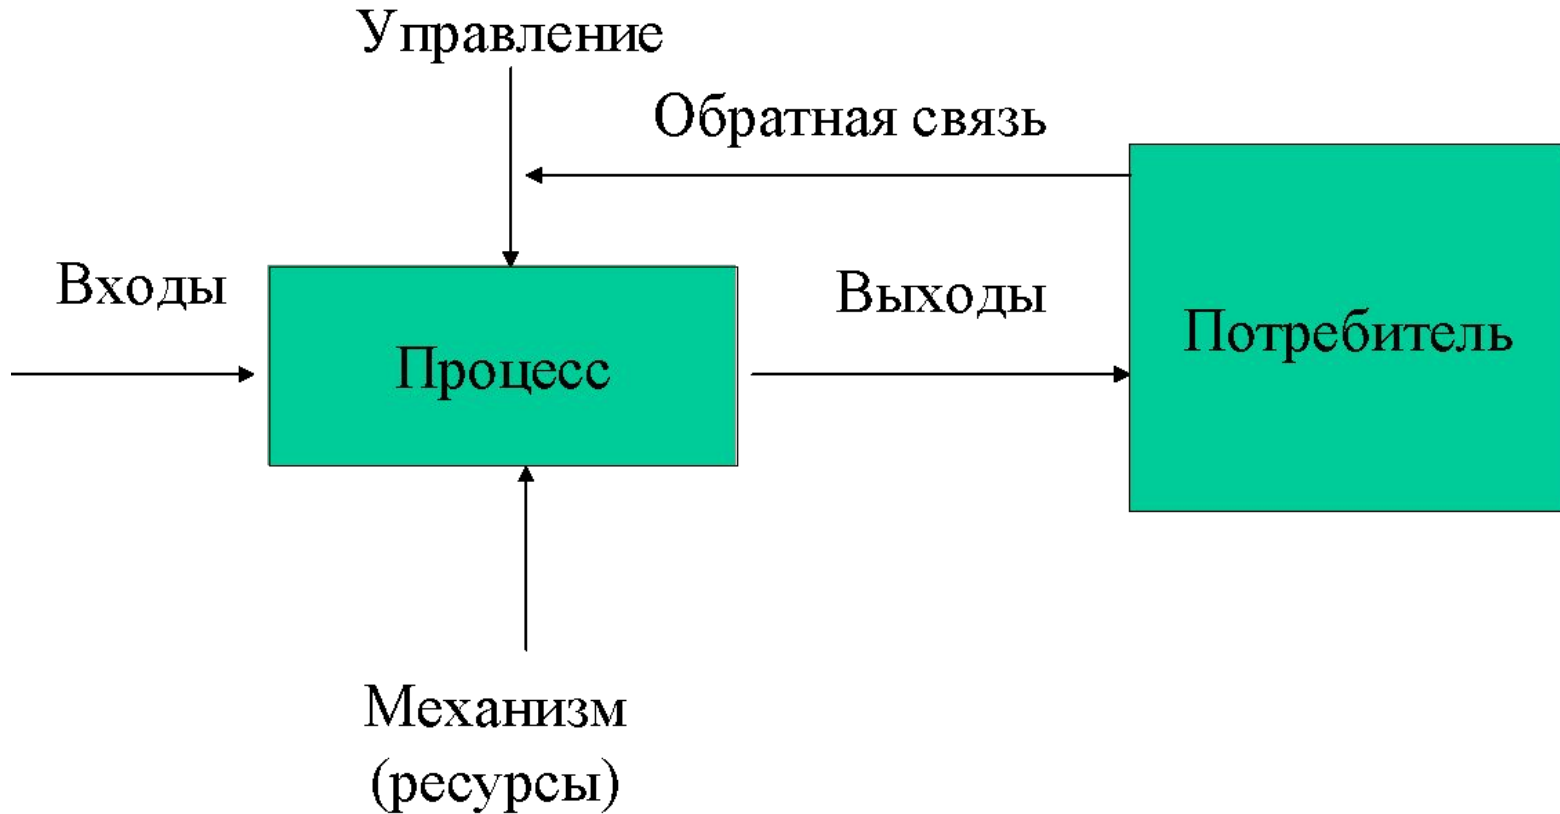 Управление
Обратная связь
Входы
Выходы
Процесс
Потребитель
Механизм
(ресурсы)